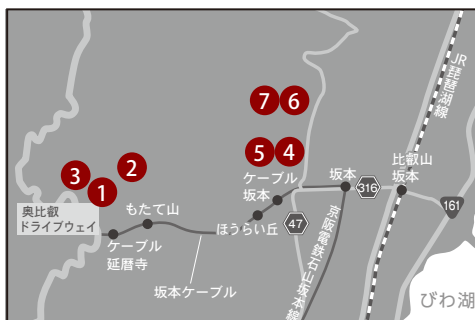 JR琵琶湖線
7
6
5
4
2
3
1
ケーブル
坂本
坂本
316
比叡山
坂本
161
奥比叡
ドライブウェイ
もたて山
ほうらい丘
47
ケーブル
延暦寺
坂本ケーブル
京阪電鉄石山坂本線
びわ湖